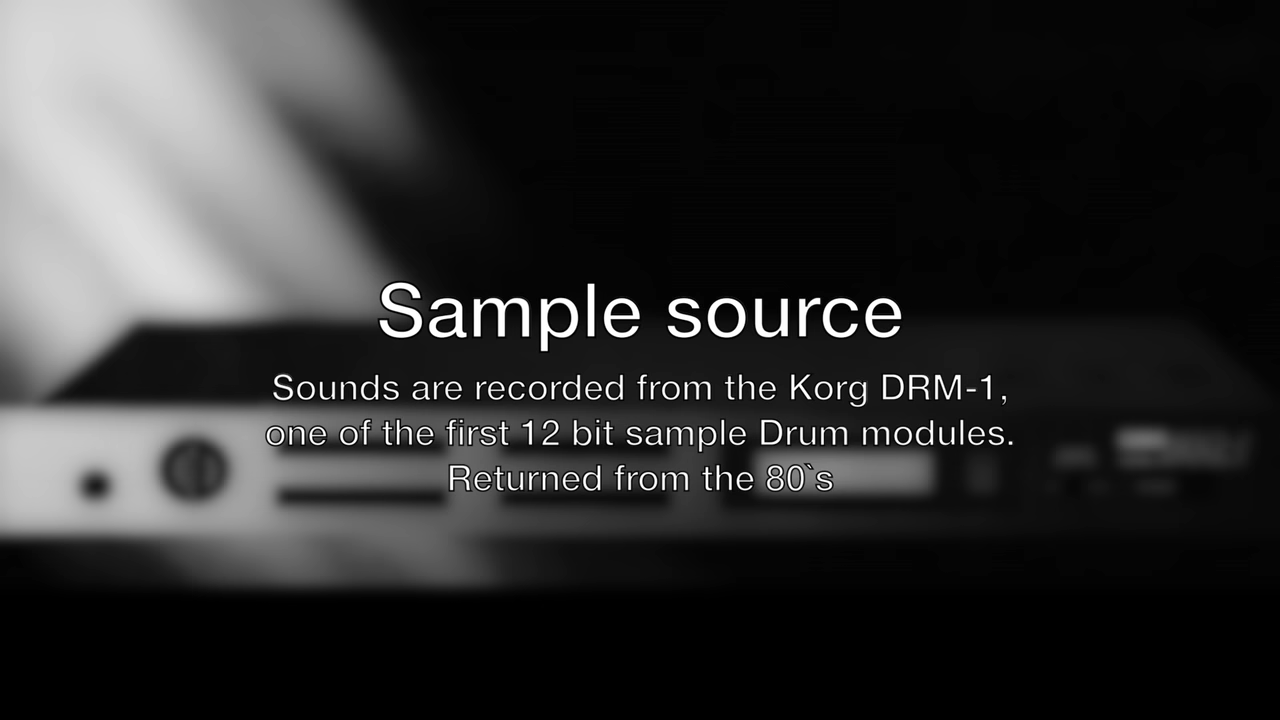 Sample source
Sounds are recorded from the Korg DRM-1,
one of the first 12 bit sample Drum modules.
Returned from the 80`s